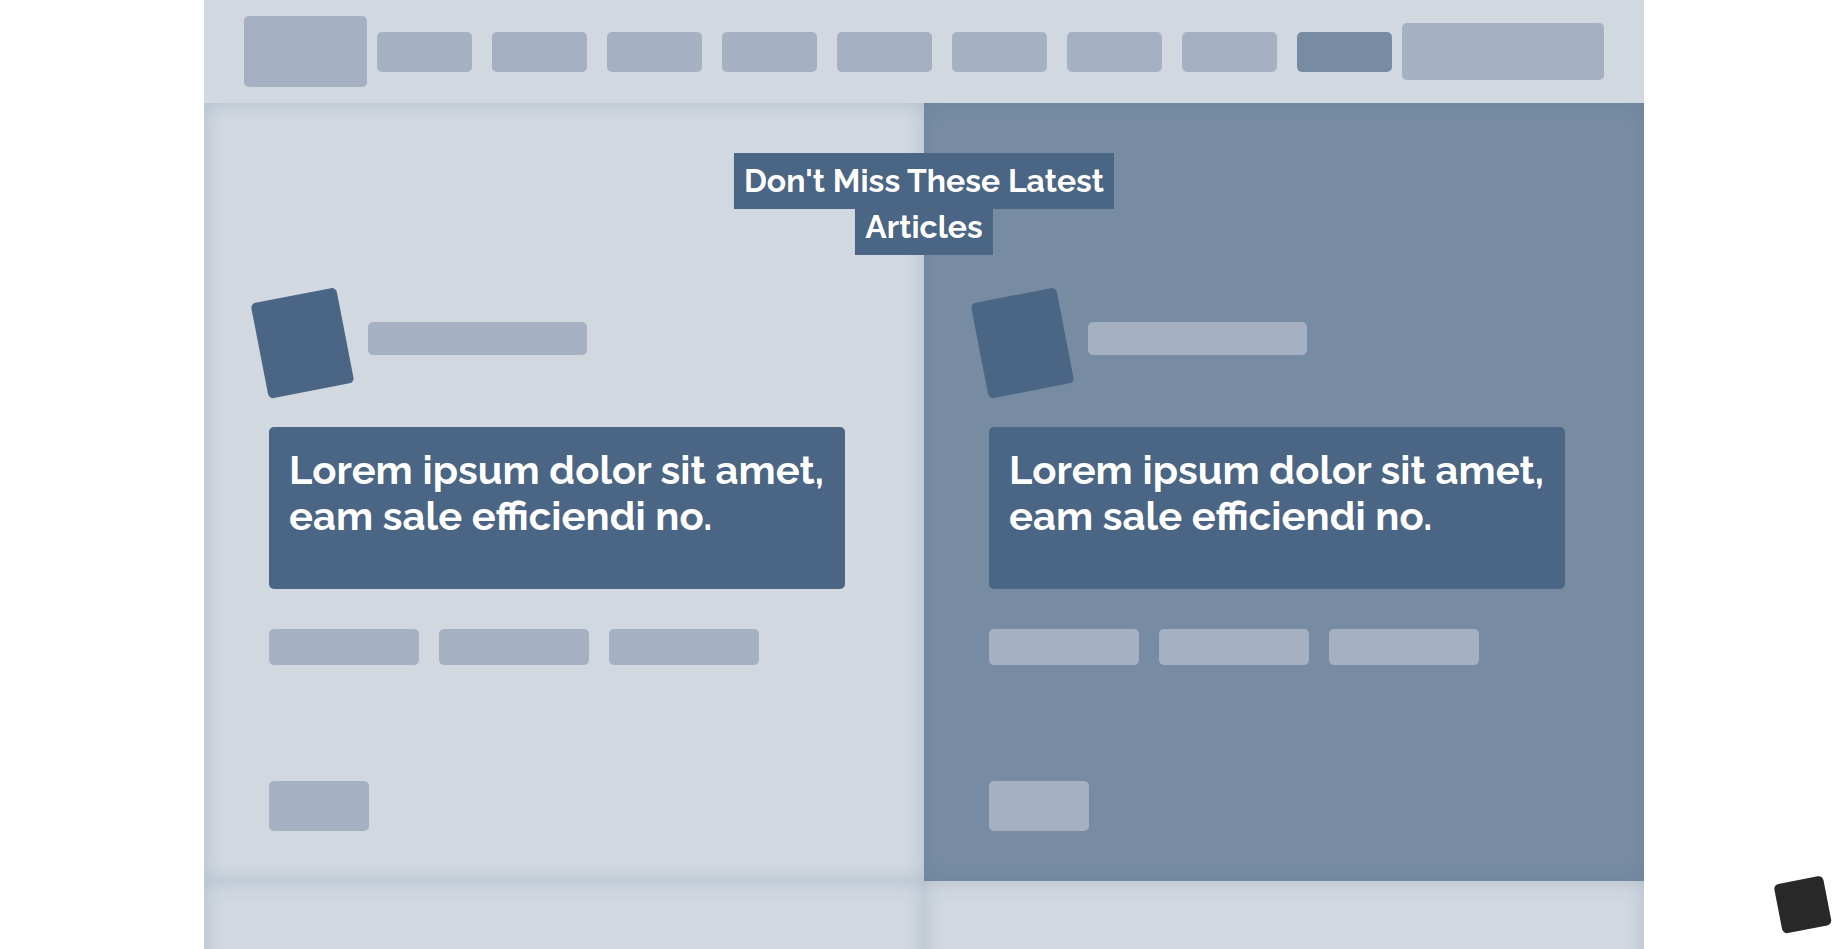 Don't Miss These Latest
Articles
Lorem ipsum dolor sit amet,
eam sale efficiendi no.
Lorem ipsum dolor sit amet,
eam sale efficiendi no.